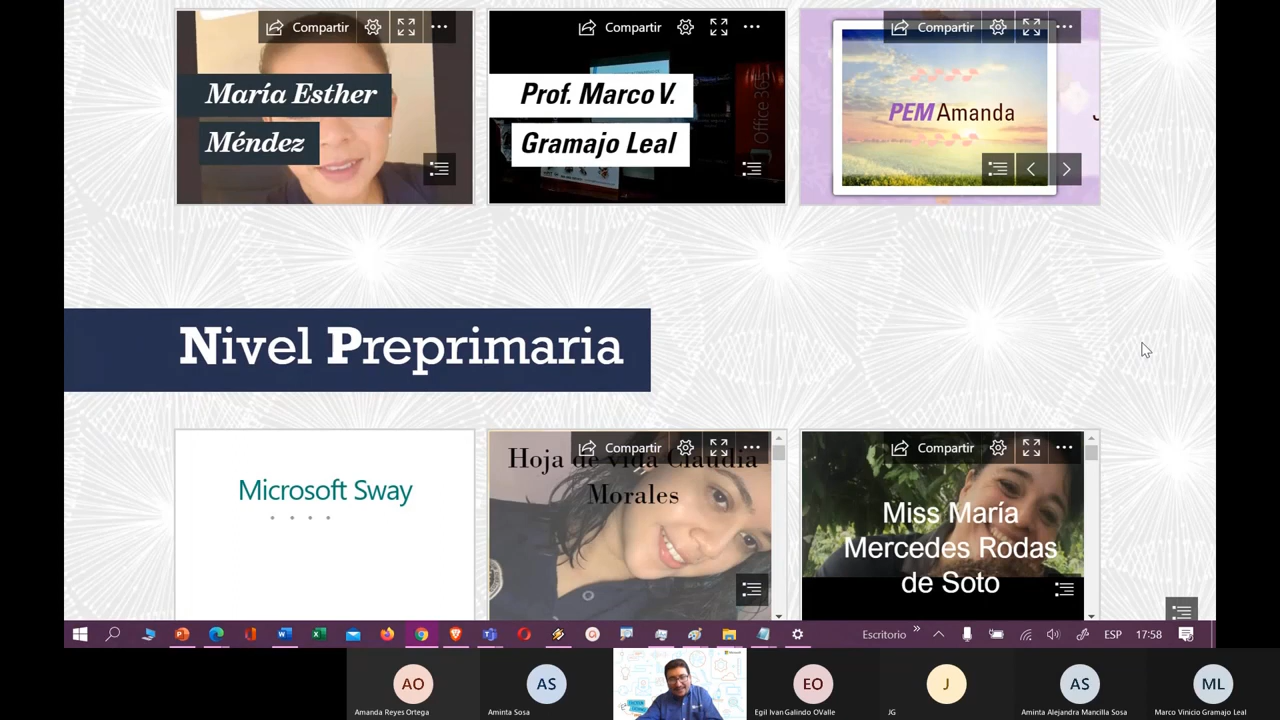 Compartir
María Esther
Méndez
Compartir
Prof. Marco V.
Gramajo Leal
Office 365
Compartir
PEM Amanda
Nivel Preprimaria
Microsoft Sway
Compartir
Hoja de vida Claudia
Morales
Compartir
Miss María
Mercedes Rodas
de Soto
Escritorio
ESP
17:58
AO
Amanda Reyes Ortega
AS
Aminta Sosa
EO
Egil Ivan Galindo OValle
J
JG
AS
Aminta Alejandra Mancilla Sosa
ML
Marco Vinicio Gramajo Leal